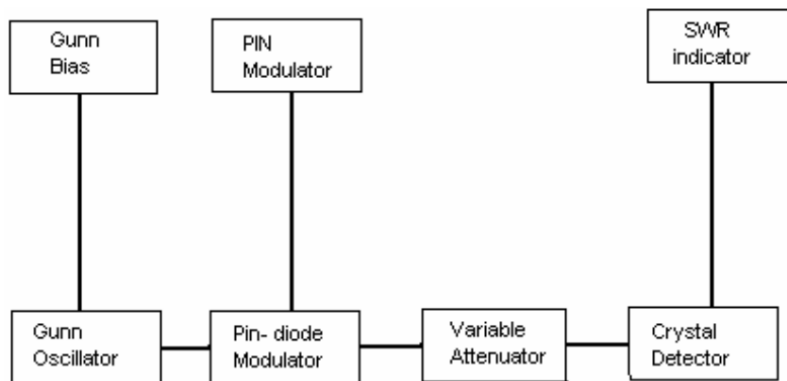 Gunn
Bias
PIN
Modulator
SWR
indicator
Gunn
Oscillator
Pin- diode
Modulator
Variable
Attenuator
Crystal
Detector